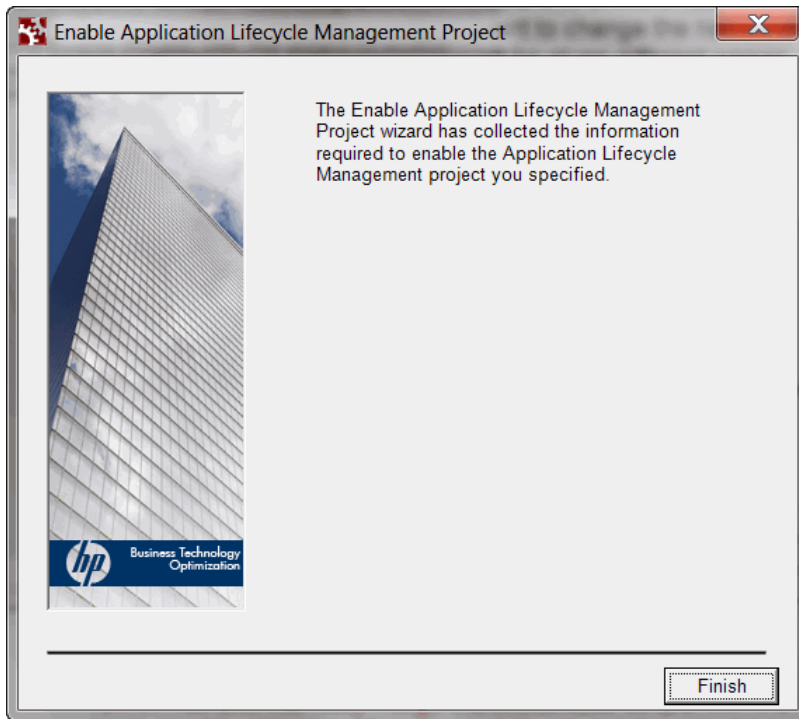 Enable Application Lifecycle Management Project
X
The Enable Application Lifecycle Management
Project wizard has collected the information
required to enable the Application Lifecycle
Management project you specified.
hp
Business Technology
Optimization
Finish